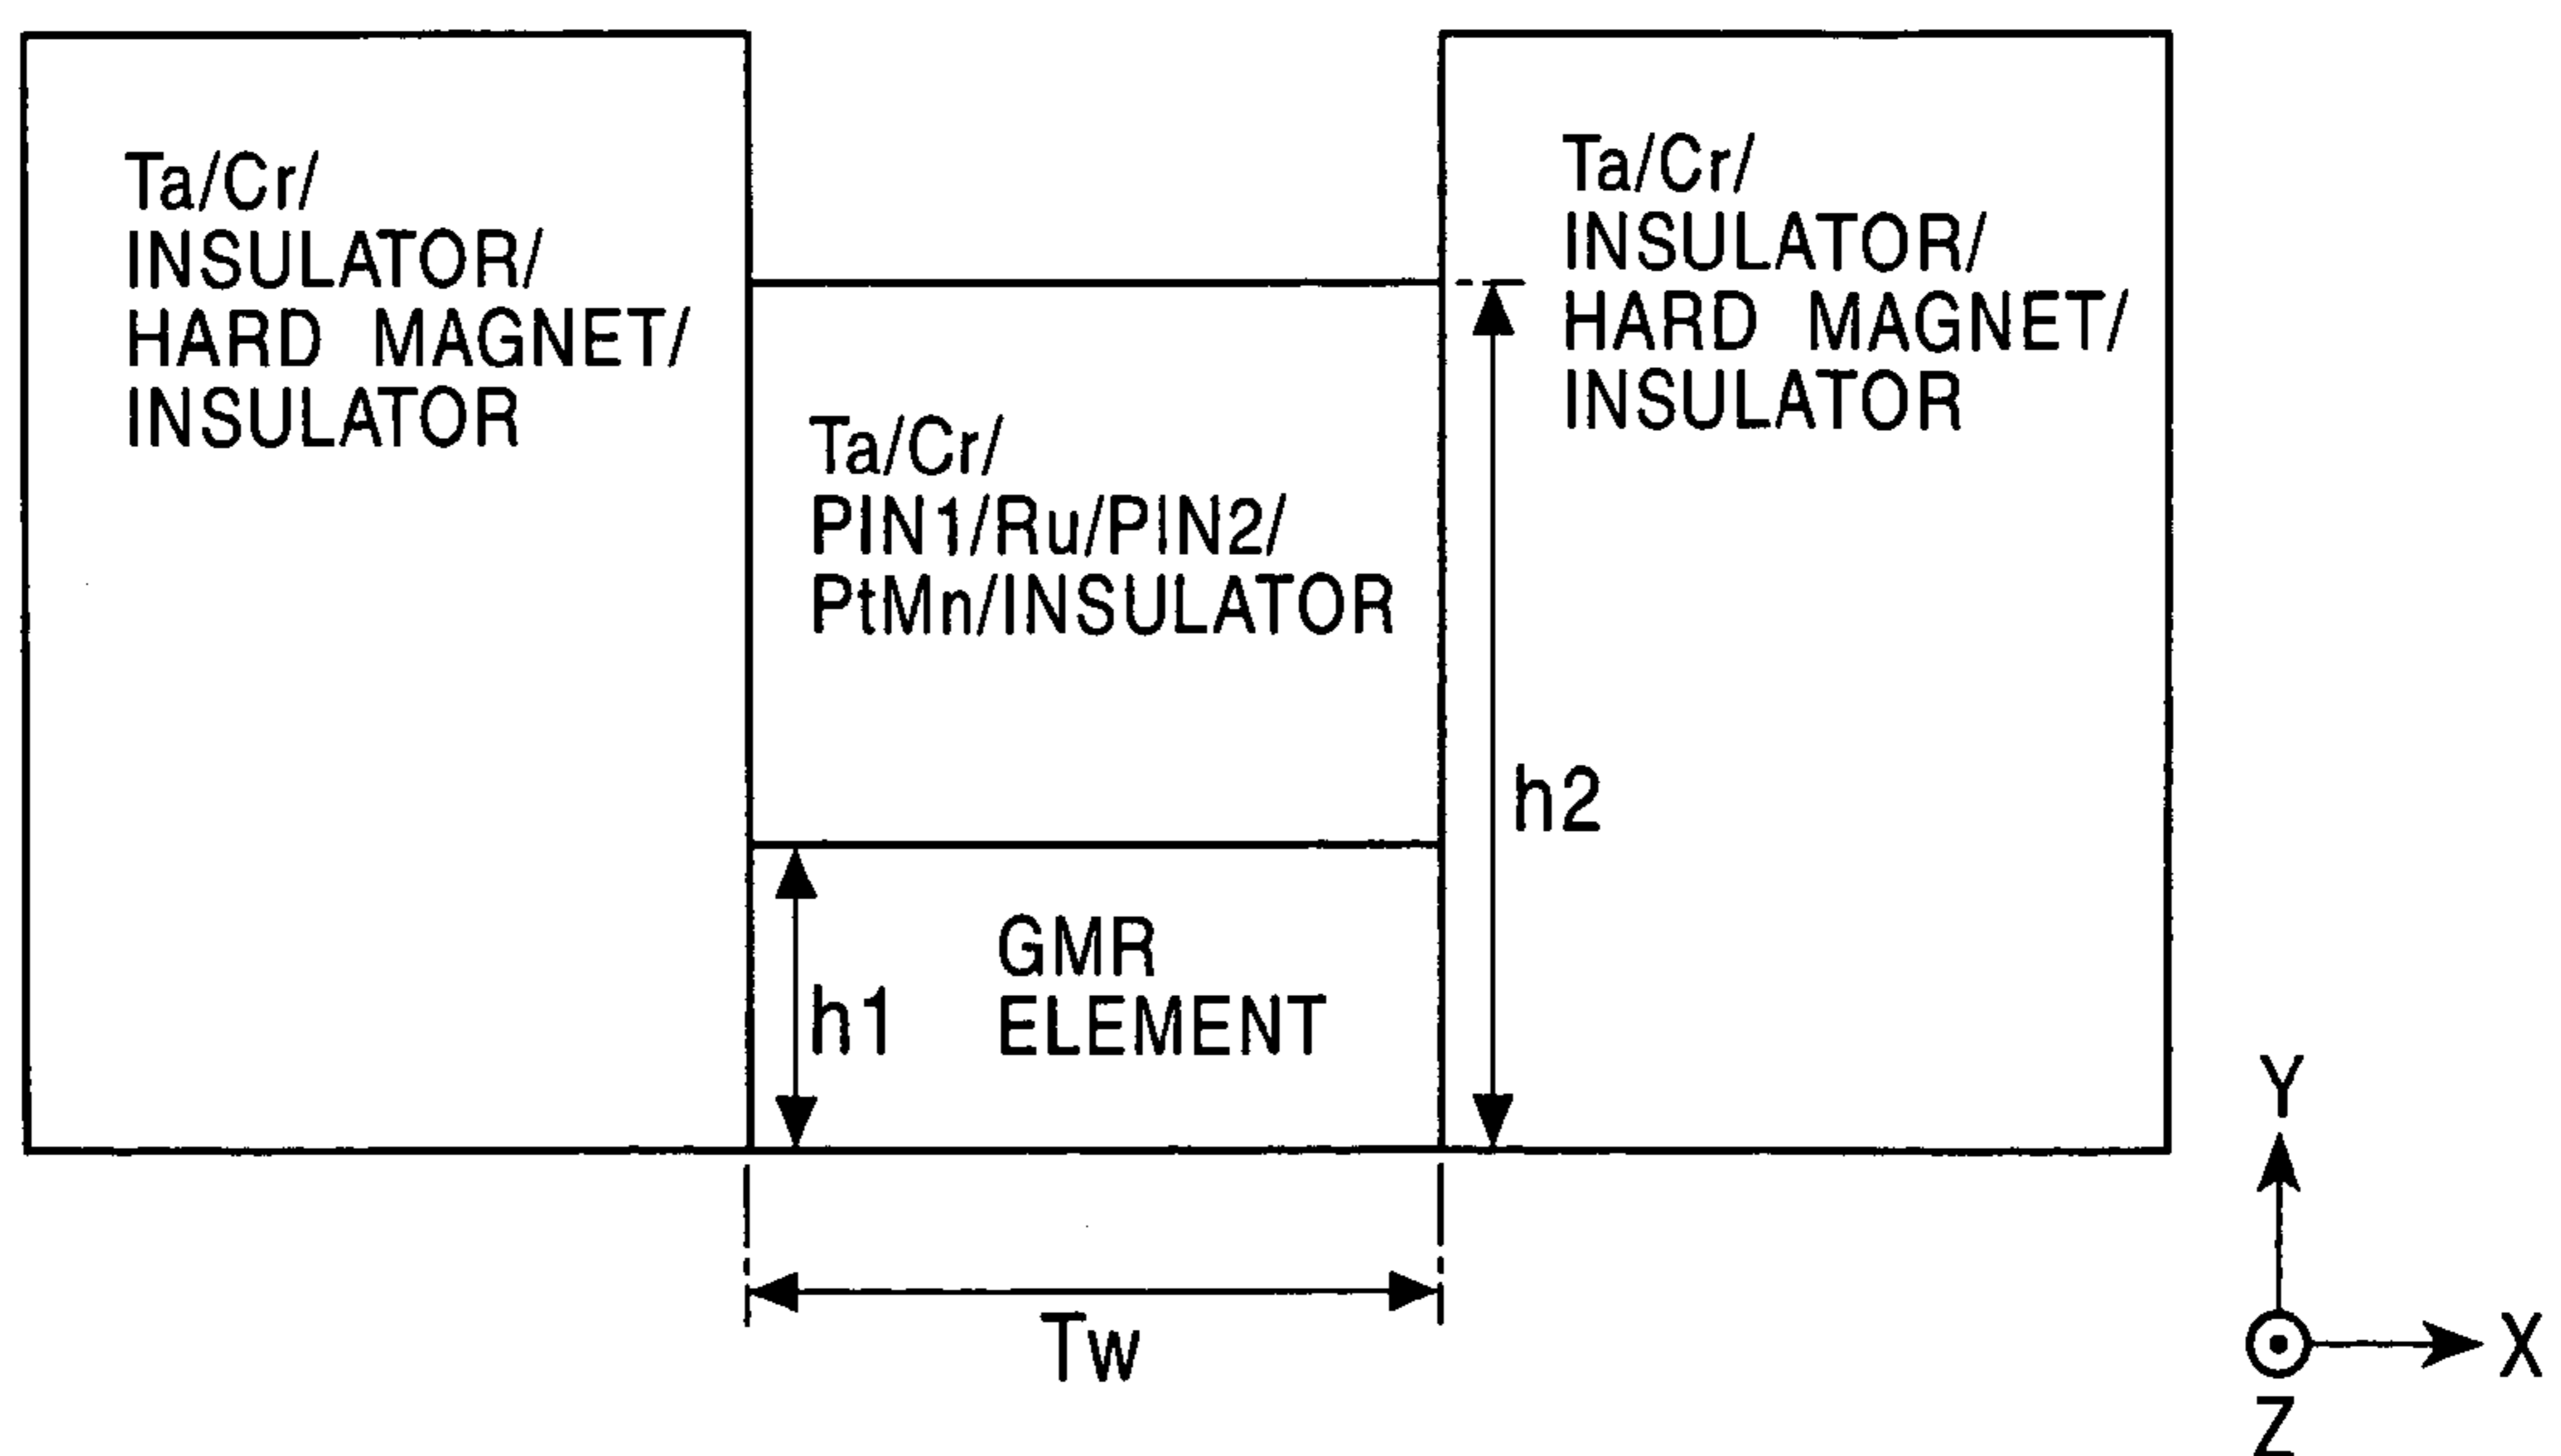 Ta/Cr/
INSULATOR/
HARD MAGNET/
INSULATOR
Ta/Cr/
PIN1/Ru/PIN2/
PtMn/INSULATOR
Ta/Cr/
INSULATOR/
HARD MAGNET/
INSULATOR
h2
h1
GMR
ELEMENT
Tw
Y
X
Z